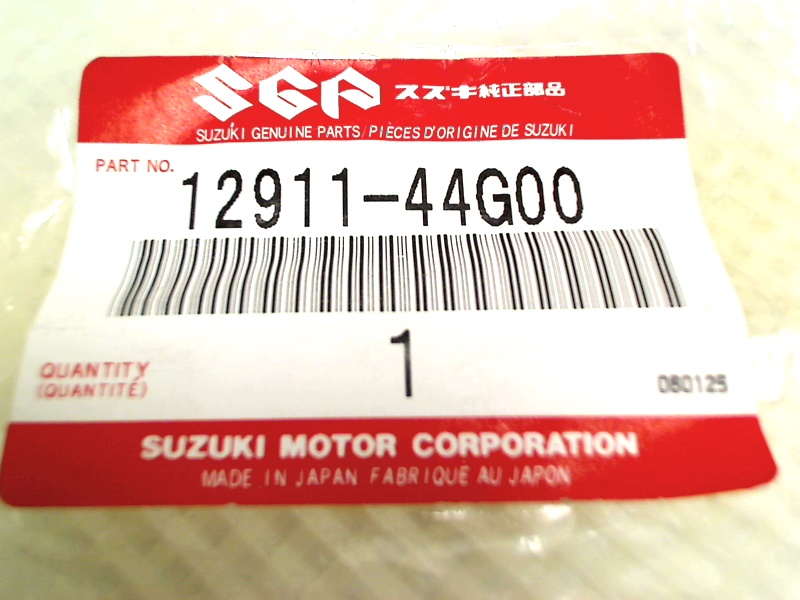 SGP スズキ純正部品
SUZUKI GENUINE PARTS/PIÈCES D'ORIGINE DE SUZUKI
PART NO. 12911-44G00
1
QUANTITY
(QUANTITÉ)
080125
SUZUKI MOTOR CORPORATION
MADE IN JAPAN FABRIQUE AU JAPON